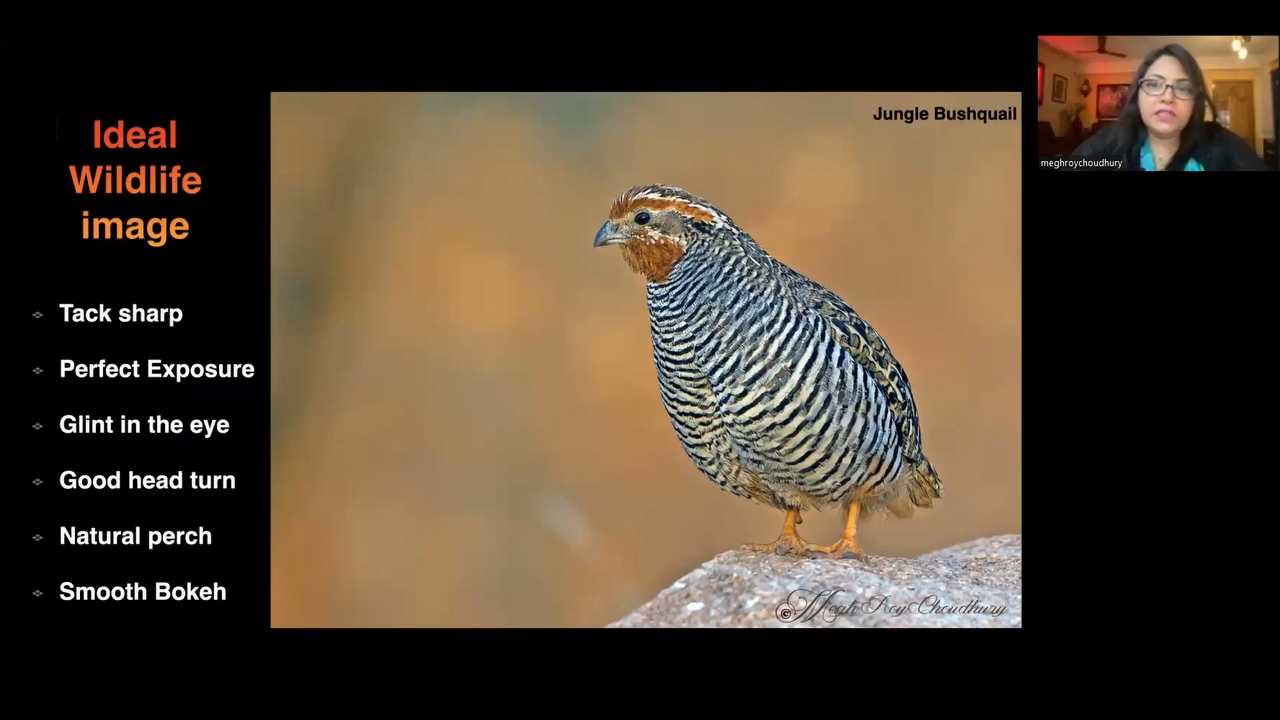 Ideal
Wildlife
image
Tack sharp
Perfect Exposure
Glint in the eye
Good head turn
Natural perch
Smooth Bokeh
Jungle Bushquail
© Megh Roy Choudhury
meghroychoudhury